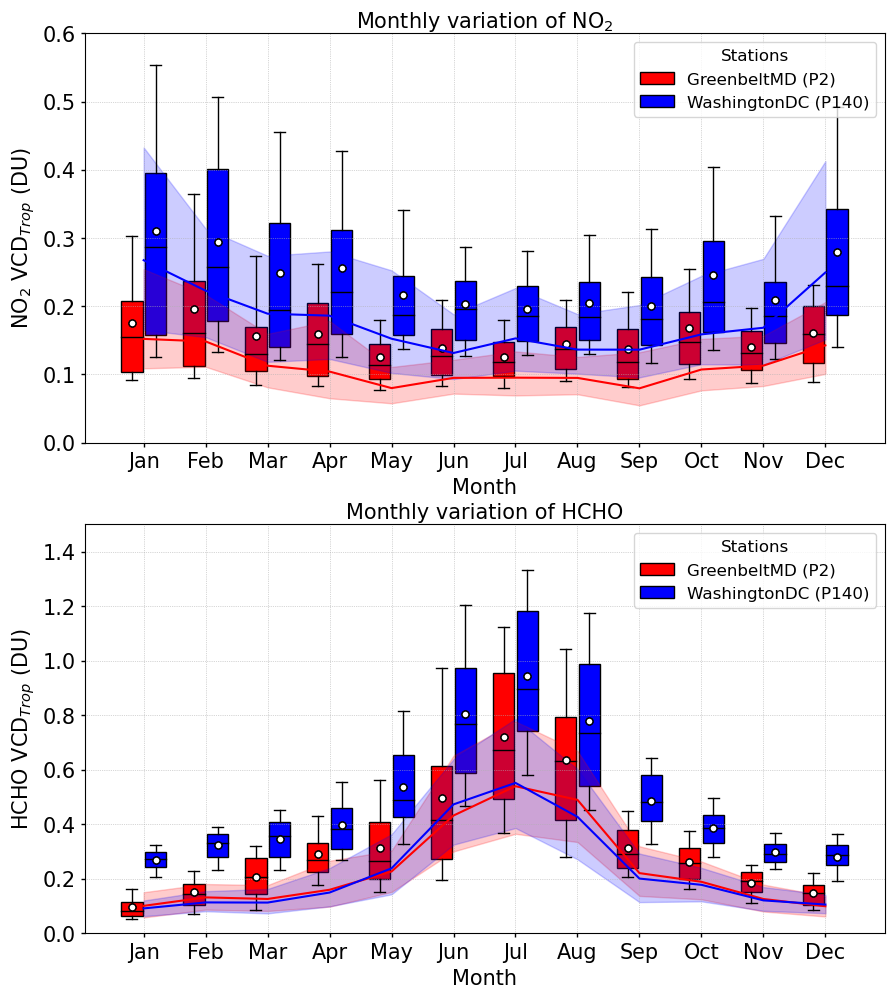 Monthly variation of NO₂
0.6
0.5
0.4
0.3
0.2
0.1
0.0
NO₂ VCD_Trop (DU)
Stations
GreenbeltMD (P2)
WashingtonDC (P140)
Jan Feb Mar Apr May Jun Jul Aug Sep Oct Nov Dec
Month
Monthly variation of HCHO
1.4
1.2
1.0
0.8
0.6
0.4
0.2
0.0
HCHO VCD_Trop (DU)
Stations
GreenbeltMD (P2)
WashingtonDC (P140)
Jan Feb Mar Apr May Jun Jul Aug Sep Oct Nov Dec
Month